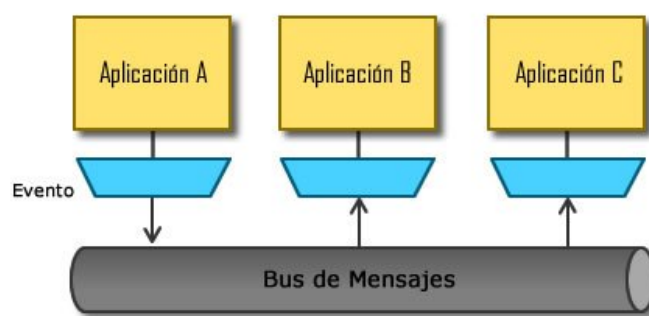 Aplicación A
Aplicación B
Aplicación C
Evento
Bus de Mensajes